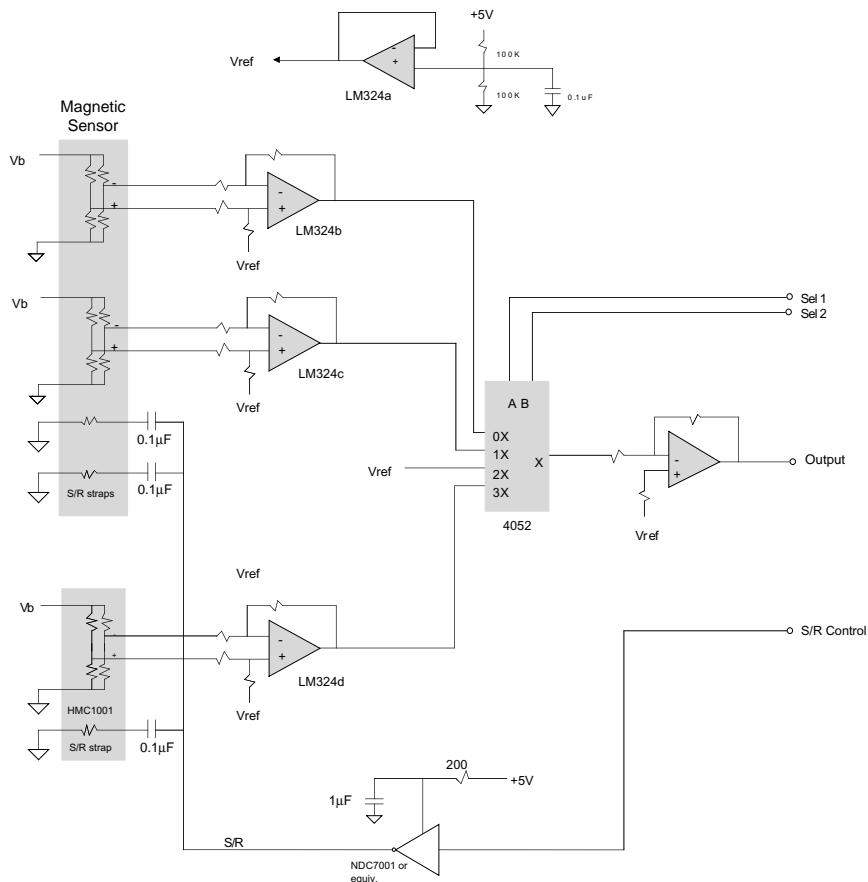 +5V
100K
Vref
-
+
100K
0.1uF
LM324a
Magnetic
Sensor
Vb
-
+
-
+
LM324b
Vref
Vb
-
+
-
+
LM324c
Vref
Sel 1
Sel 2
A B
0X
1X
2X
3X
X
4052
Vref
-
+
Output
Vref
0.1µF
0.1µF
S/R straps
Vref
Vb
-
+
-
+
LM324d
Vref
HMC1001
S/R strap
0.1µF
S/R Control
200
+5V
1µF
S/R
NDC7001 or
equiv.